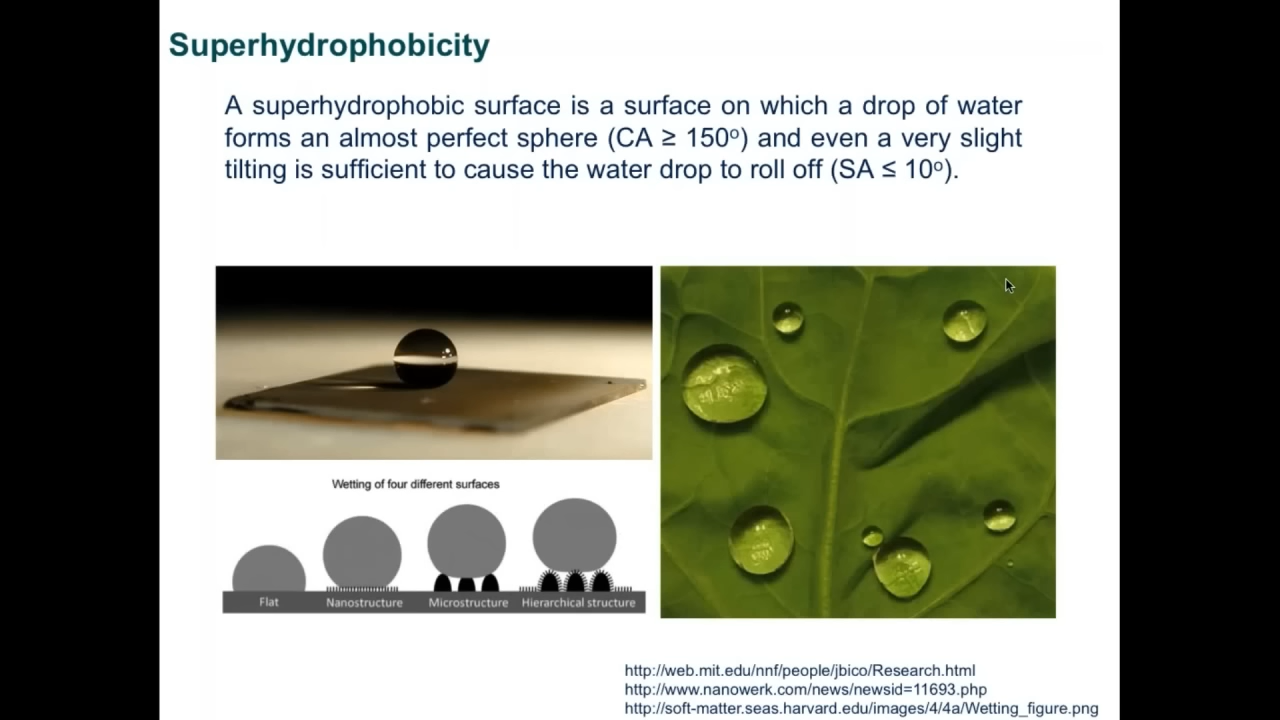 Superhydrophobicity
A superhydrophobic surface is a surface on which a drop of water
forms an almost perfect sphere (CA ≥ 150º) and even a very slight
tilting is sufficient to cause the water drop to roll off (SA ≤ 10º).
Wetting of four different surfaces
Flat Nanostructure Microstructure Hierarchical structure
http://web.mit.edu/nnf/people/jbico/Research.html
http://www.nanowerk.com/news/newsid=11693.php
http://soft-matter.seas.harvard.edu/images/4/4a/Wetting_figure.png